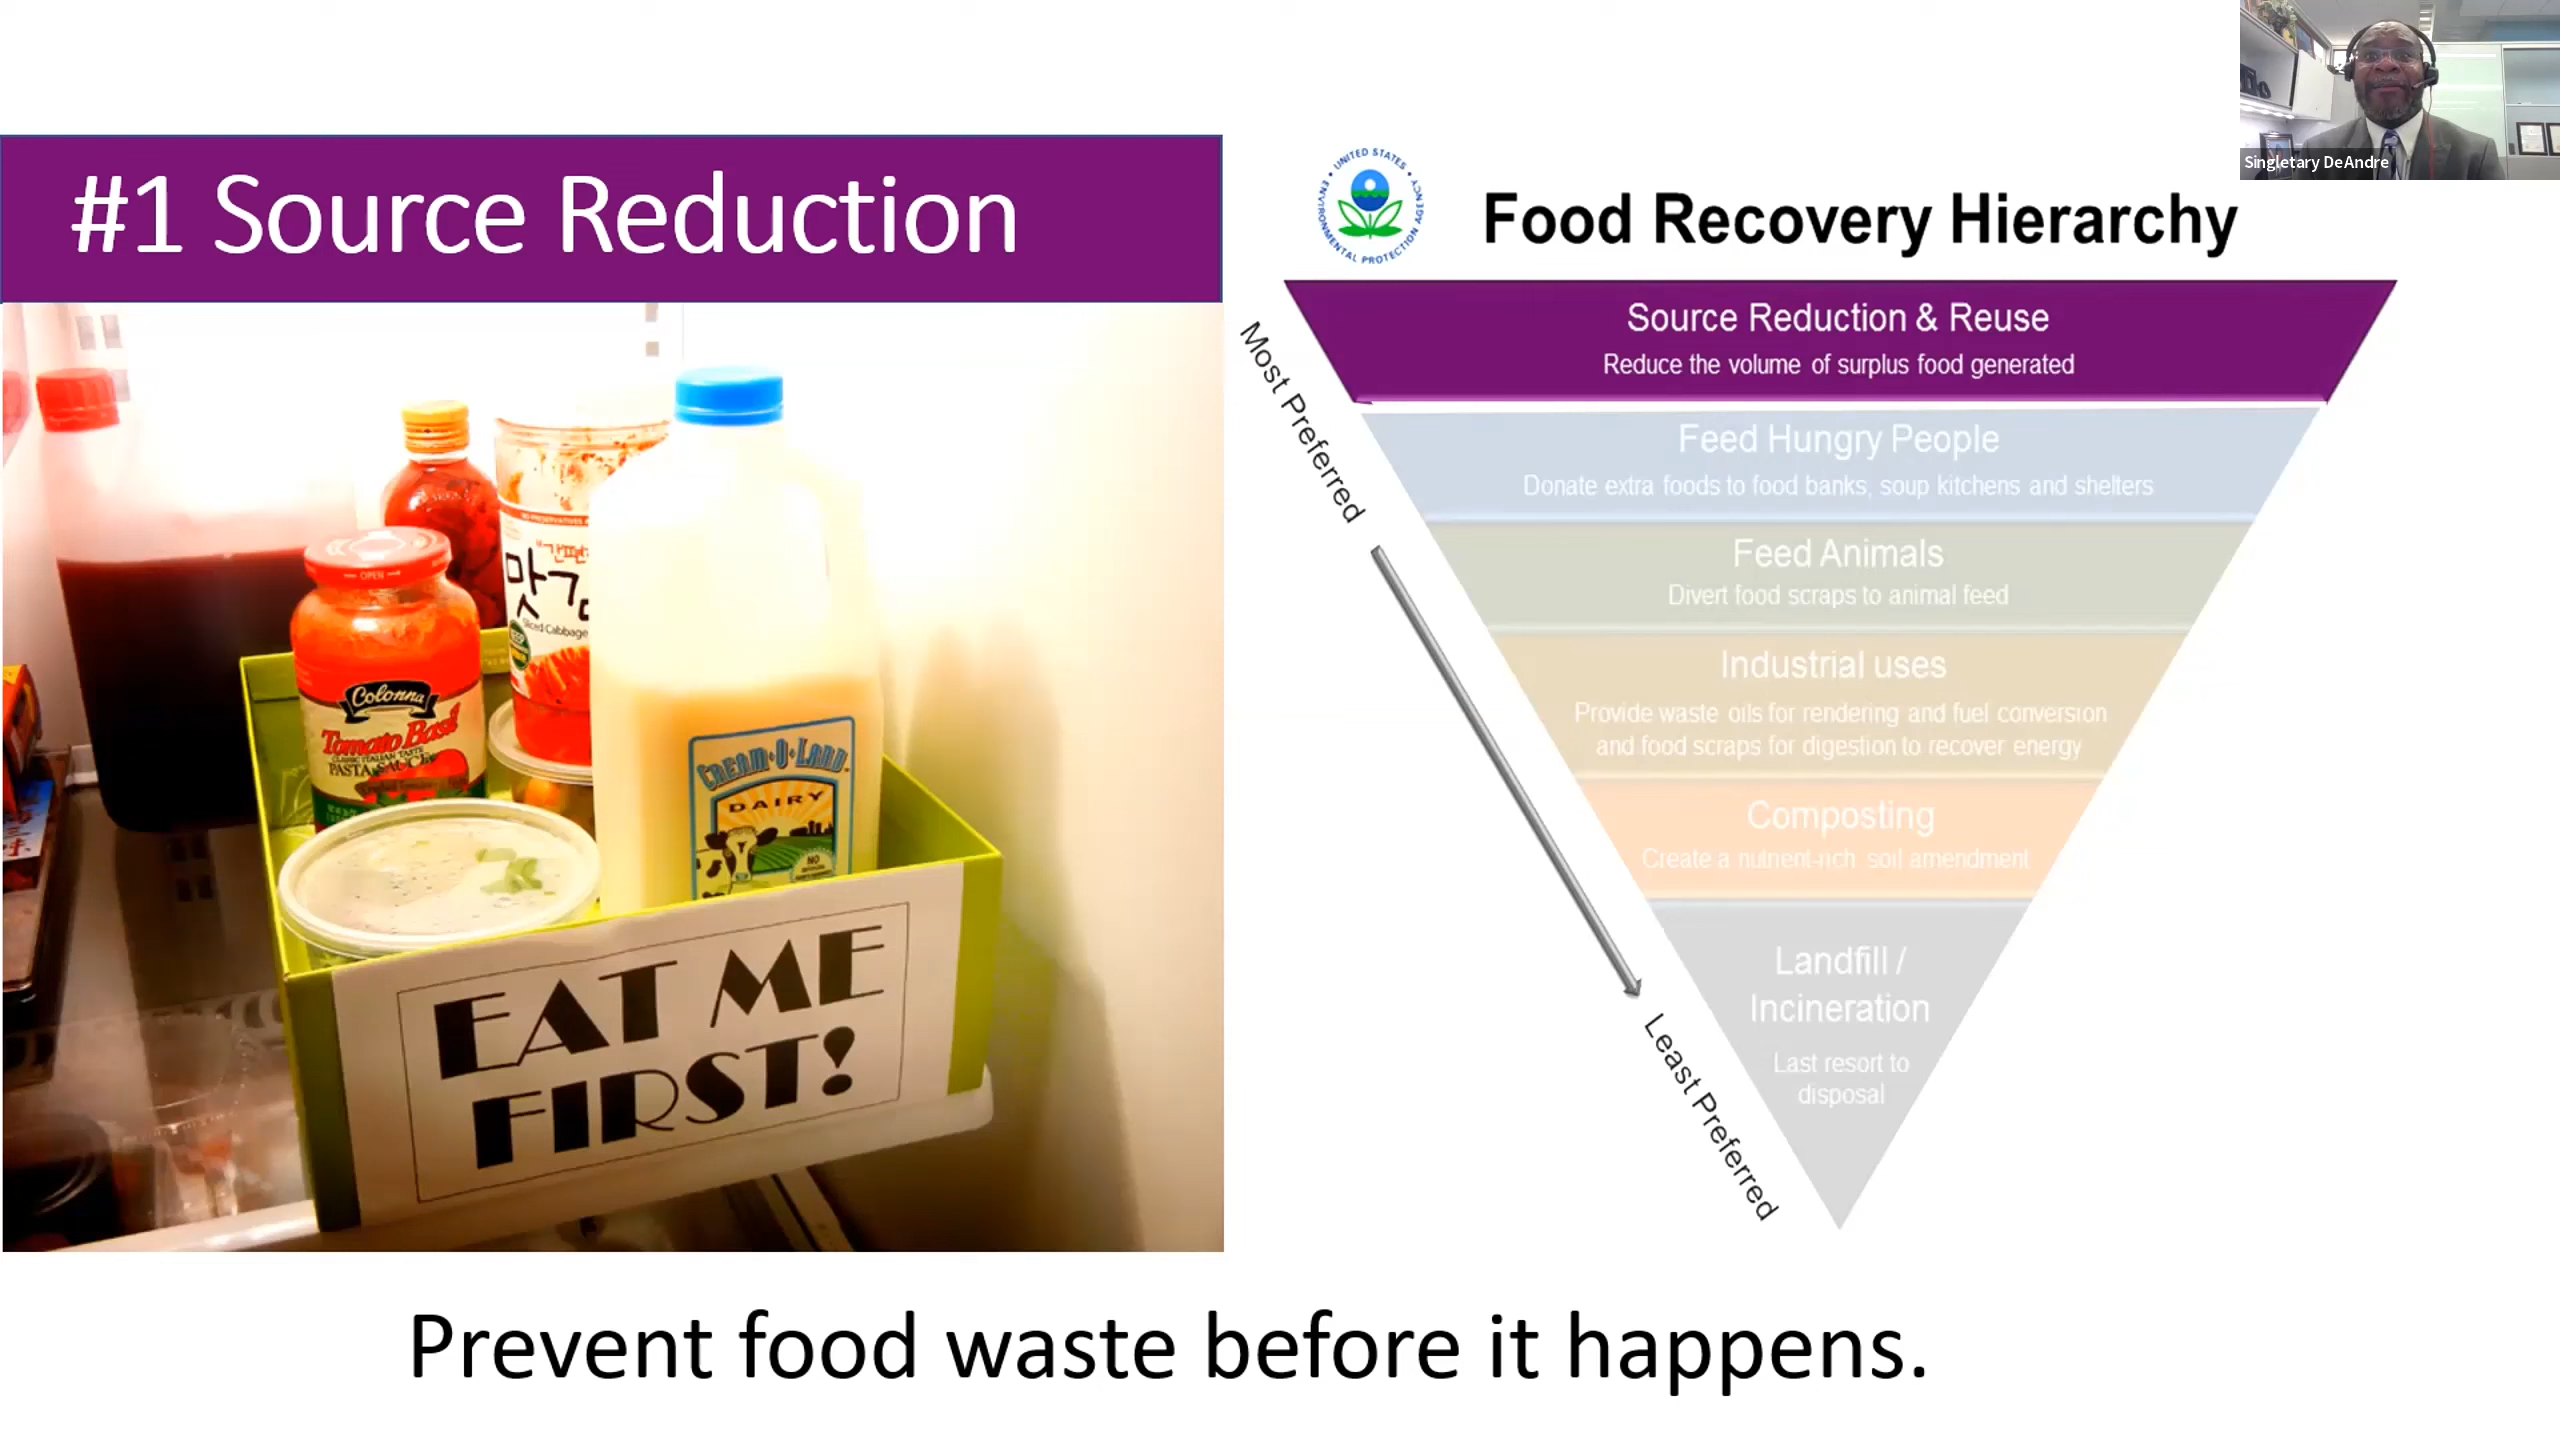 Singletary DeAndre
#1 Source Reduction
UNITED STATES
ENVIRONMENTAL PROTECTION AGENCY
Food Recovery Hierarchy
Most Preferred
Source Reduction & Reuse
Reduce the volume of surplus food generated
Feed Hungry People
Donate extra foods to food banks, soup kitchens and shelters
Feed Animals
Divert food scraps to animal feed
Industrial uses
Provide waste oils for rendering and fuel conversion
and food scraps for digestion to recover energy
Composting
Create a nutrient-rich soil amendment
Landfill /
Incineration
Last resort to
disposal
Least Preferred
OPEN
Colonna
Tomato Basil
CLASSIC ITALIAN TASTE
PASTA SAUCE
Sliced Cabbage
CREAM-O-LAND
DAIRY
NO
EAT ME
FIRST!
Prevent food waste before it happens.